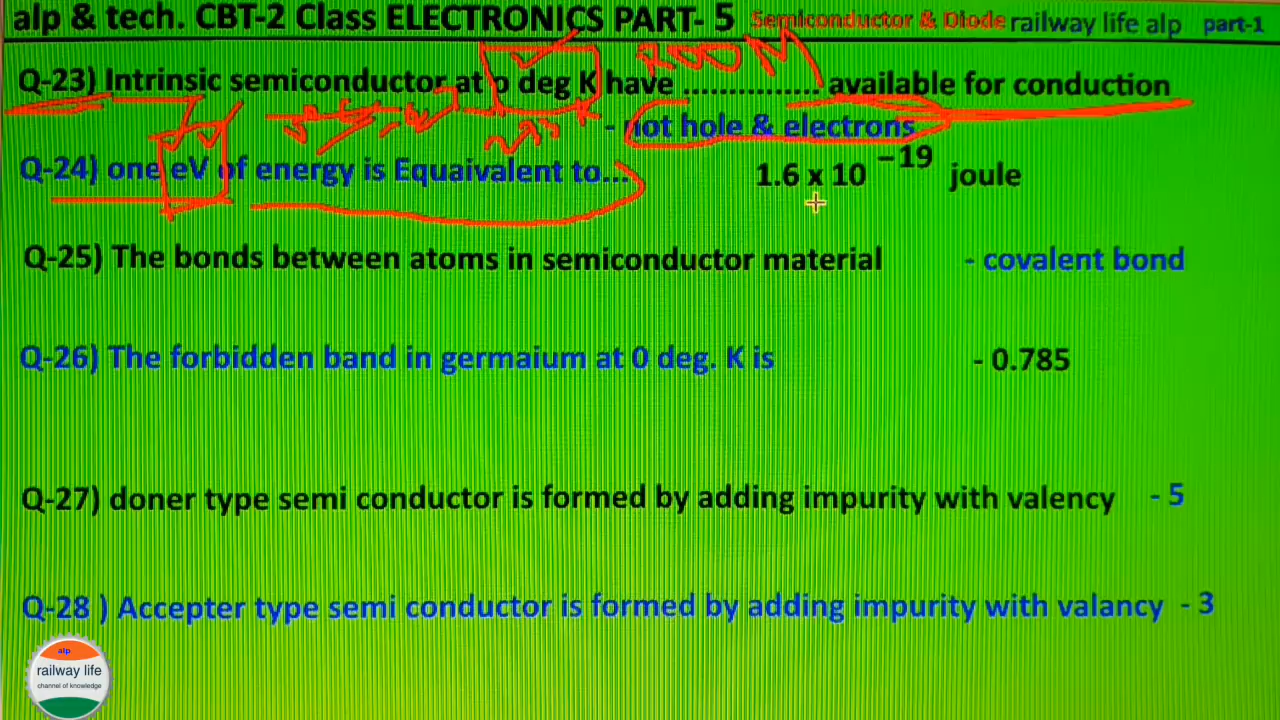 alp & tech. CBT-2 Class ELECTRONICS PART- 5 Semiconductor & Diode railway life alp part-1
Q-23) Intrinsic semiconductor at o deg K have ............... available for conduction
ROOM
- not hole & electrons
Q-24) one eV of energy is Equaivalent to... 1.6 x 10 −19 joule
Q-25) The bonds between atoms in semiconductor material - covalent bond
Q-26) The forbidden band in germaium at 0 deg. K is - 0.785
Q-27) doner type semi conductor is formed by adding impurity with valency - 5
Q-28 ) Accepter type semi conductor is formed by adding impurity with valancy - 3
alp
railway life
channel of knowledge